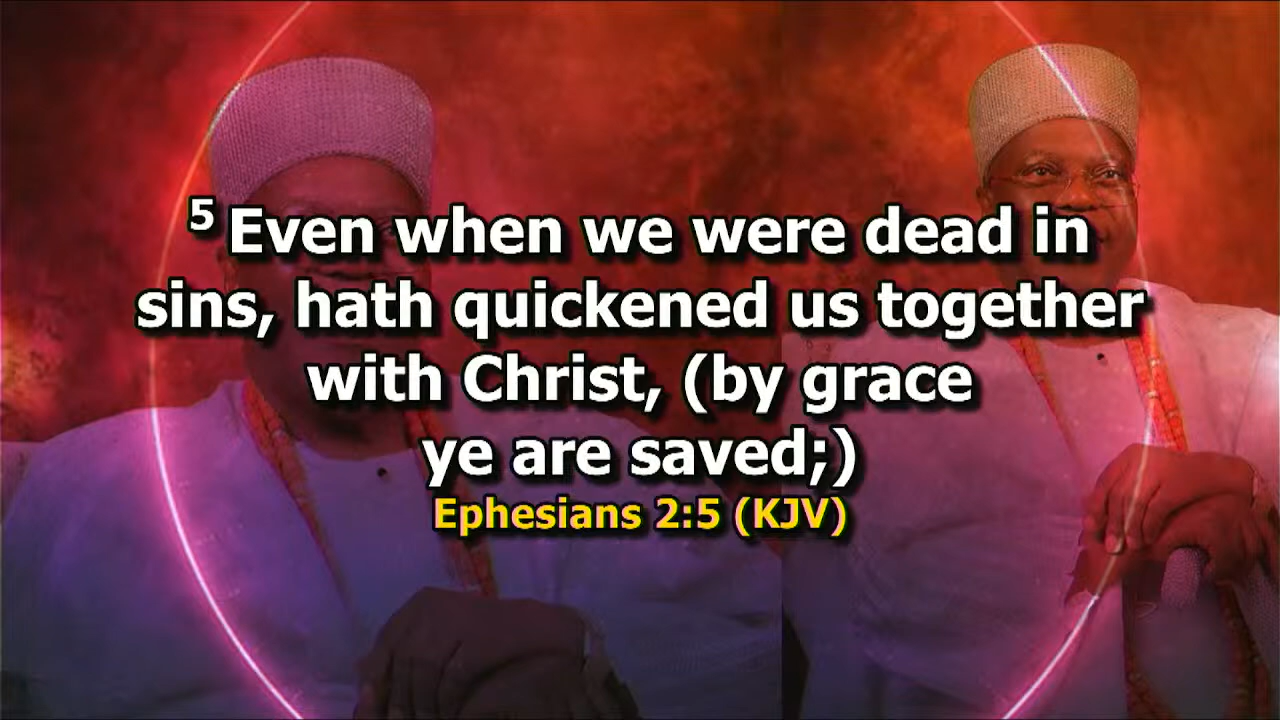 5 Even when we were dead in
sins, hath quickened us together
with Christ, (by grace
ye are saved;)
Ephesians 2:5 (KJV)